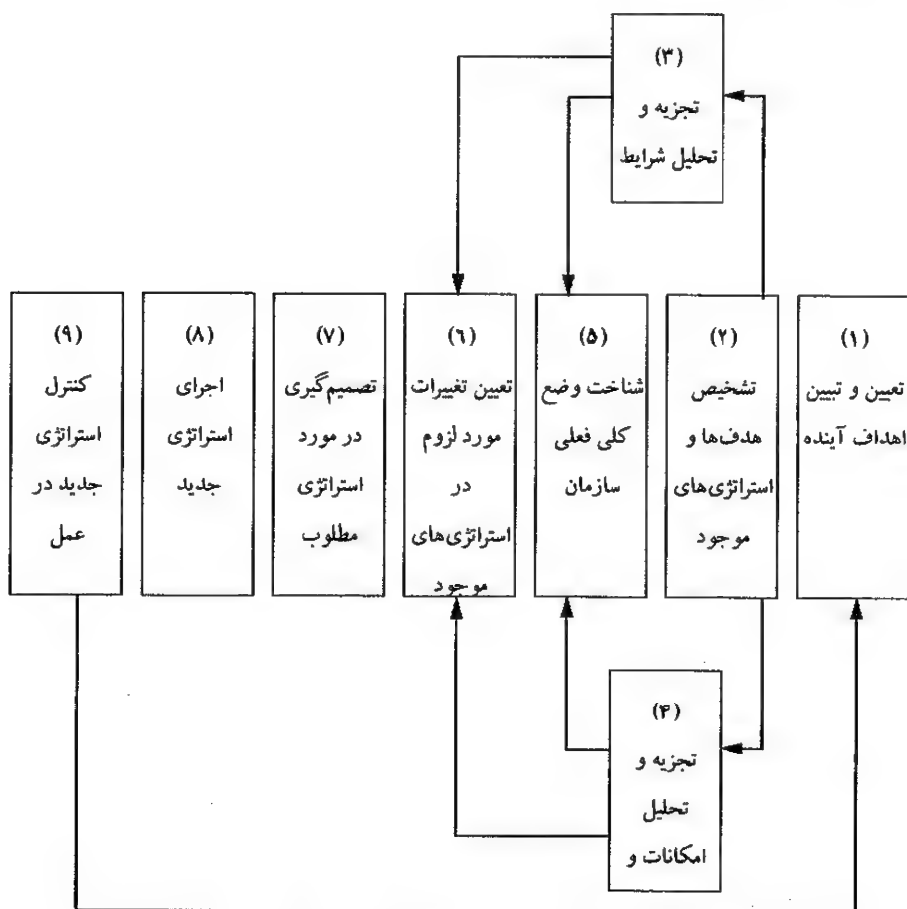 (۳)
تجزیه و
تحلیل شرایط
(۱)
تعیین و تبیین
اهداف آینده
(۲)
تشخیص
هدف‌ها و
استراتژی‌های
موجود
(۵)
شناخت وضع
کلی فعلی
سازمان
(۶)
تعیین تغییرات
مورد لزوم
در
استراتژی‌های
موجود
(۷)
تصمیم‌گیری
در مورد
استراتژی
مطلوب
(۸)
اجرای
استراتژی
جدید
(۹)
کنترل
استراتژی
جدید در
عمل
(۴)
تجزیه و
تحلیل
امکانات و